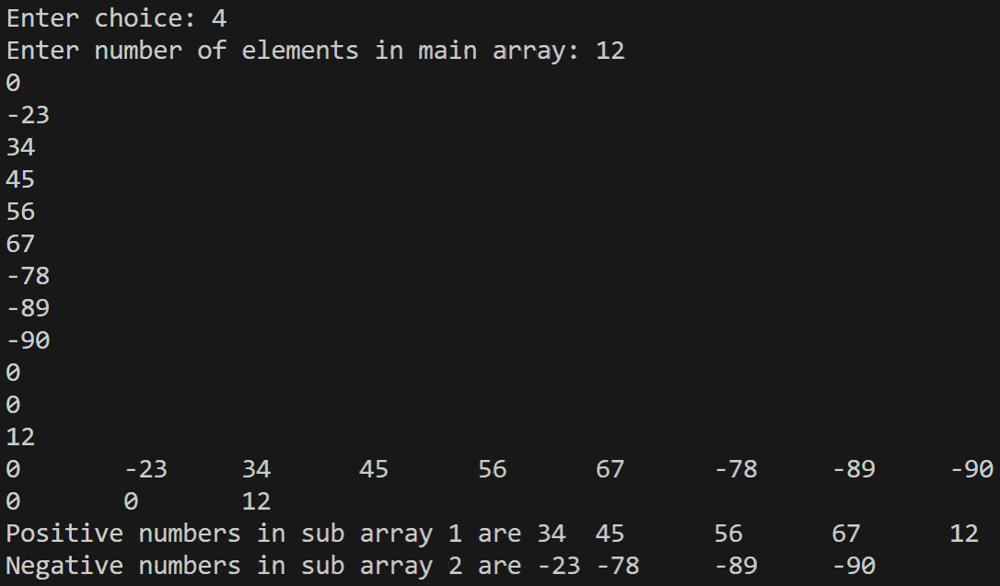 Enter choice: 4
Enter number of elements in main array: 12
0
-23
34
45
56
67
-78
-89
-90
0
0
12
0 -23 34 45 56 67 -78 -89 -90
0 0 12
Positive numbers in sub array 1 are 34 45 56 67 12
Negative numbers in sub array 2 are -23 -78 -89 -90